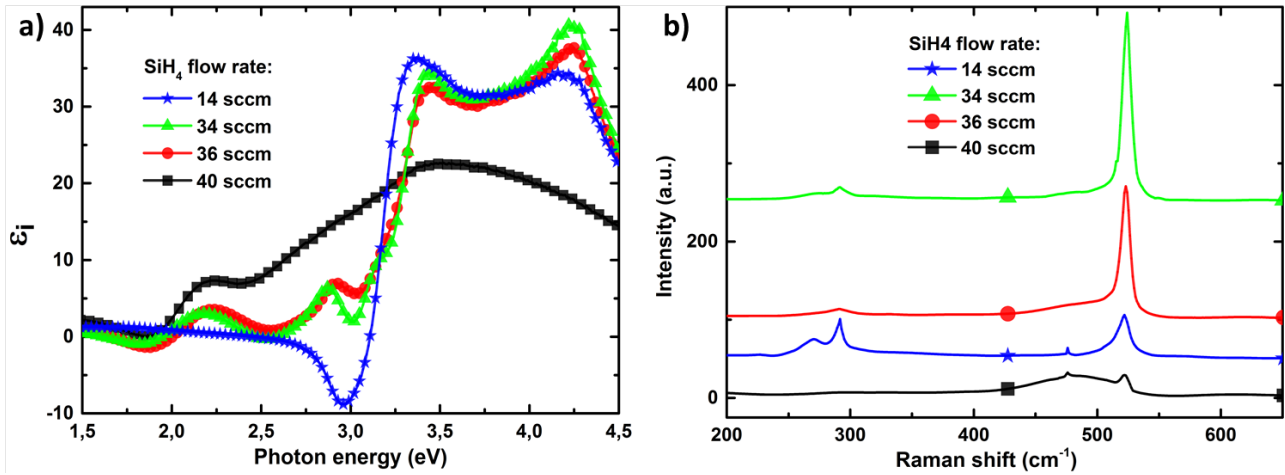 a)
SiH4 flow rate:
14 sccm
34 sccm
36 sccm
40 sccm
40
30
20
10
0
-10
εi
1,5
2,0
2,5
3,0
3,5
4,0
4,5
Photon energy (eV)
b)
SiH4 flow rate:
14 sccm
34 sccm
36 sccm
40 sccm
400
200
0
Intensity (a.u.)
200
300
400
500
600
Raman shift (cm-1)